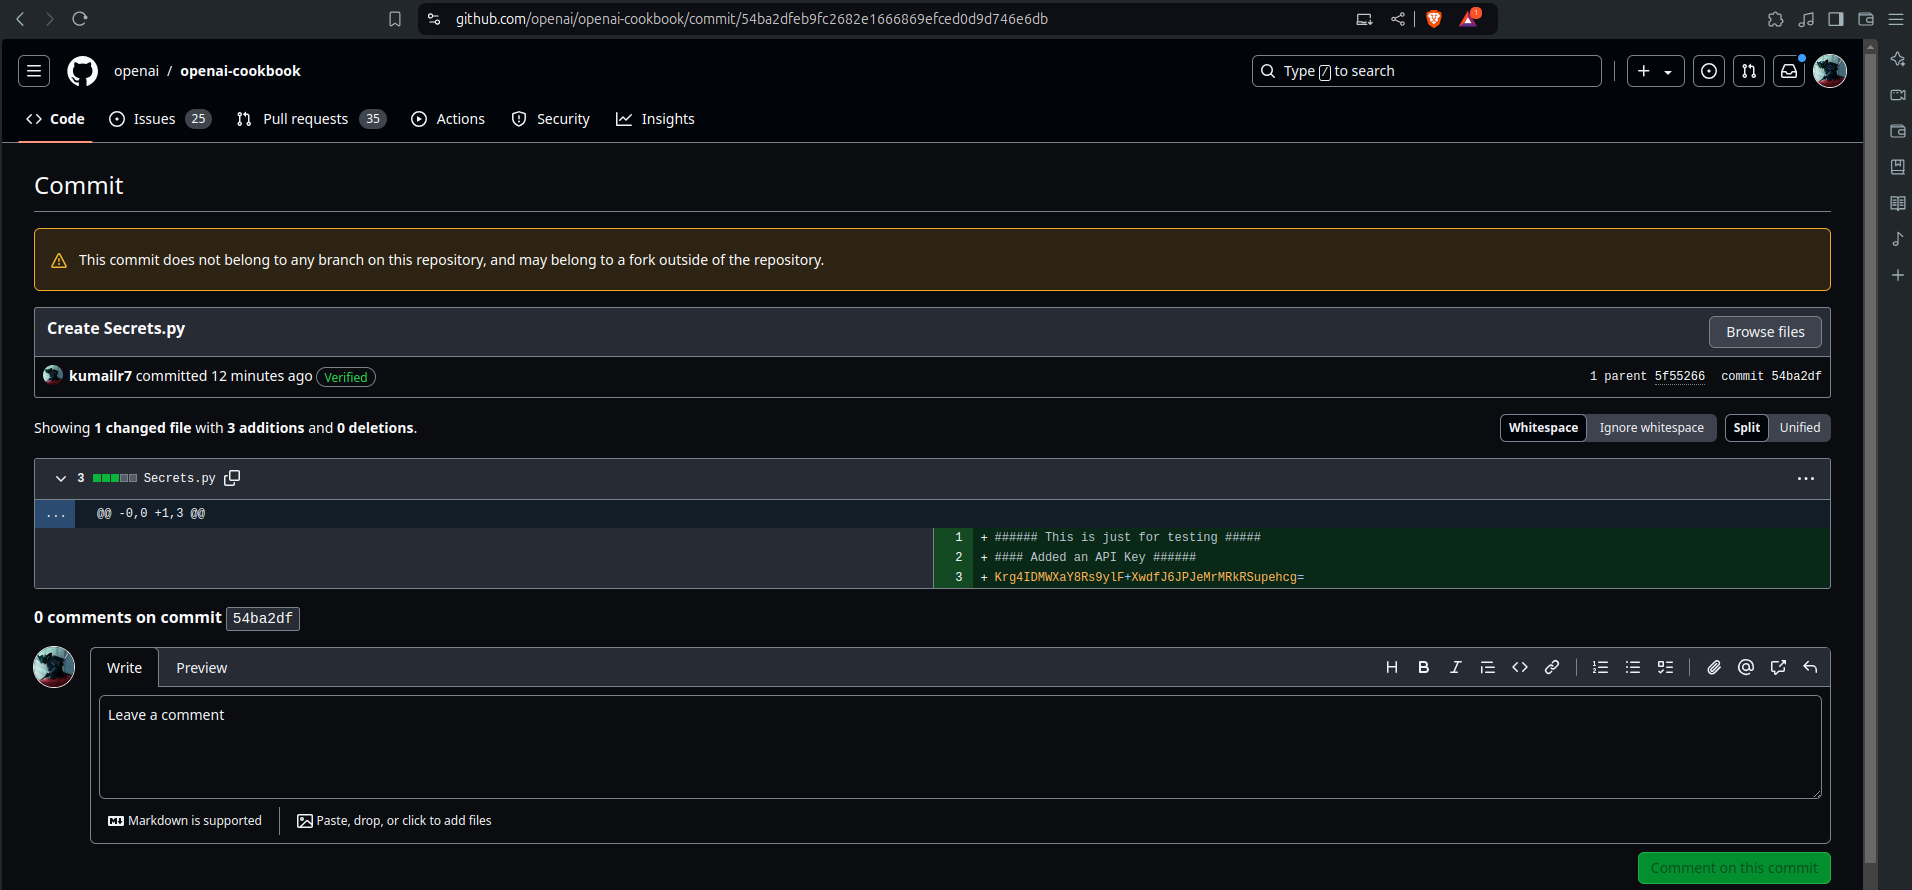 github.com/openai/openai-cookbook/commit/54ba2dfeb9fc2682e1666869efced0d9d746e6db
1
openai / openai-cookbook
Type / to search
Code
Issues 25
Pull requests 35
Actions
Security
Insights
Commit
This commit does not belong to any branch on this repository, and may belong to a fork outside of the repository.
Create Secrets.py
Browse files
kumailr7 committed 12 minutes ago Verified
1 parent 5f55266 commit 54ba2df
Showing 1 changed file with 3 additions and 0 deletions.
Whitespace Ignore whitespace Split Unified
3 Secrets.py
... @@ -0,0 +1,3 @@
1 + ###### This is just for testing #####
2 + #### Added an API Key ######
3 + Krg4IDMWXaY8Rs9ylF+XwdfJ6JPJeMrMRkRSupehcg=
0 comments on commit 54ba2df
Write Preview
Leave a comment
Markdown is supported
Paste, drop, or click to add files
Comment on this commit